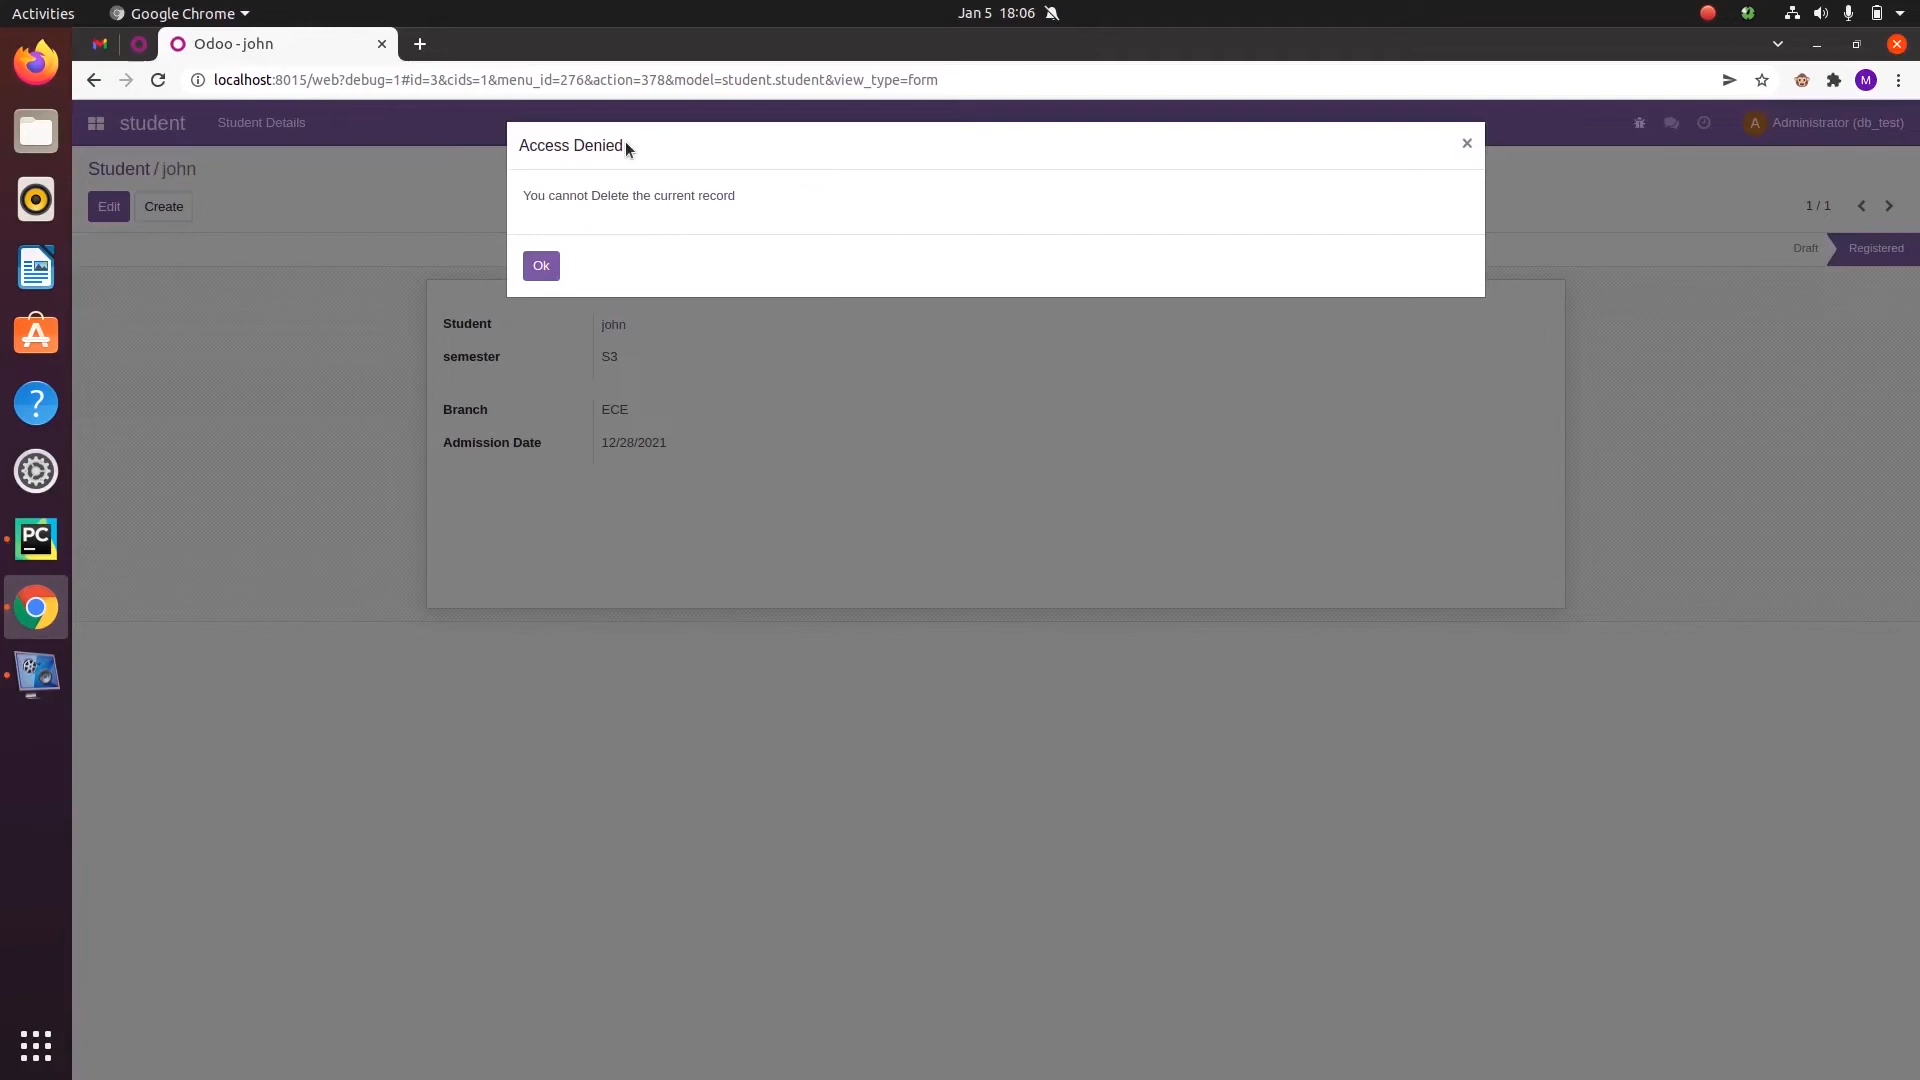 Activities
Google Chrome
Jan 5 18:06
Odoo - john
localhost:8015/web?debug=1#id=3&cids=1&menu_id=276&action=378&model=student.student&view_type=form
M
student
Student Details
A
Administrator (db_test)
Access Denied
Student / john
You cannot Delete the current record
Edit
Create
1 / 1
Draft
Registered
Ok
Student
john
semester
S3
Branch
ECE
Admission Date
12/28/2021
PC